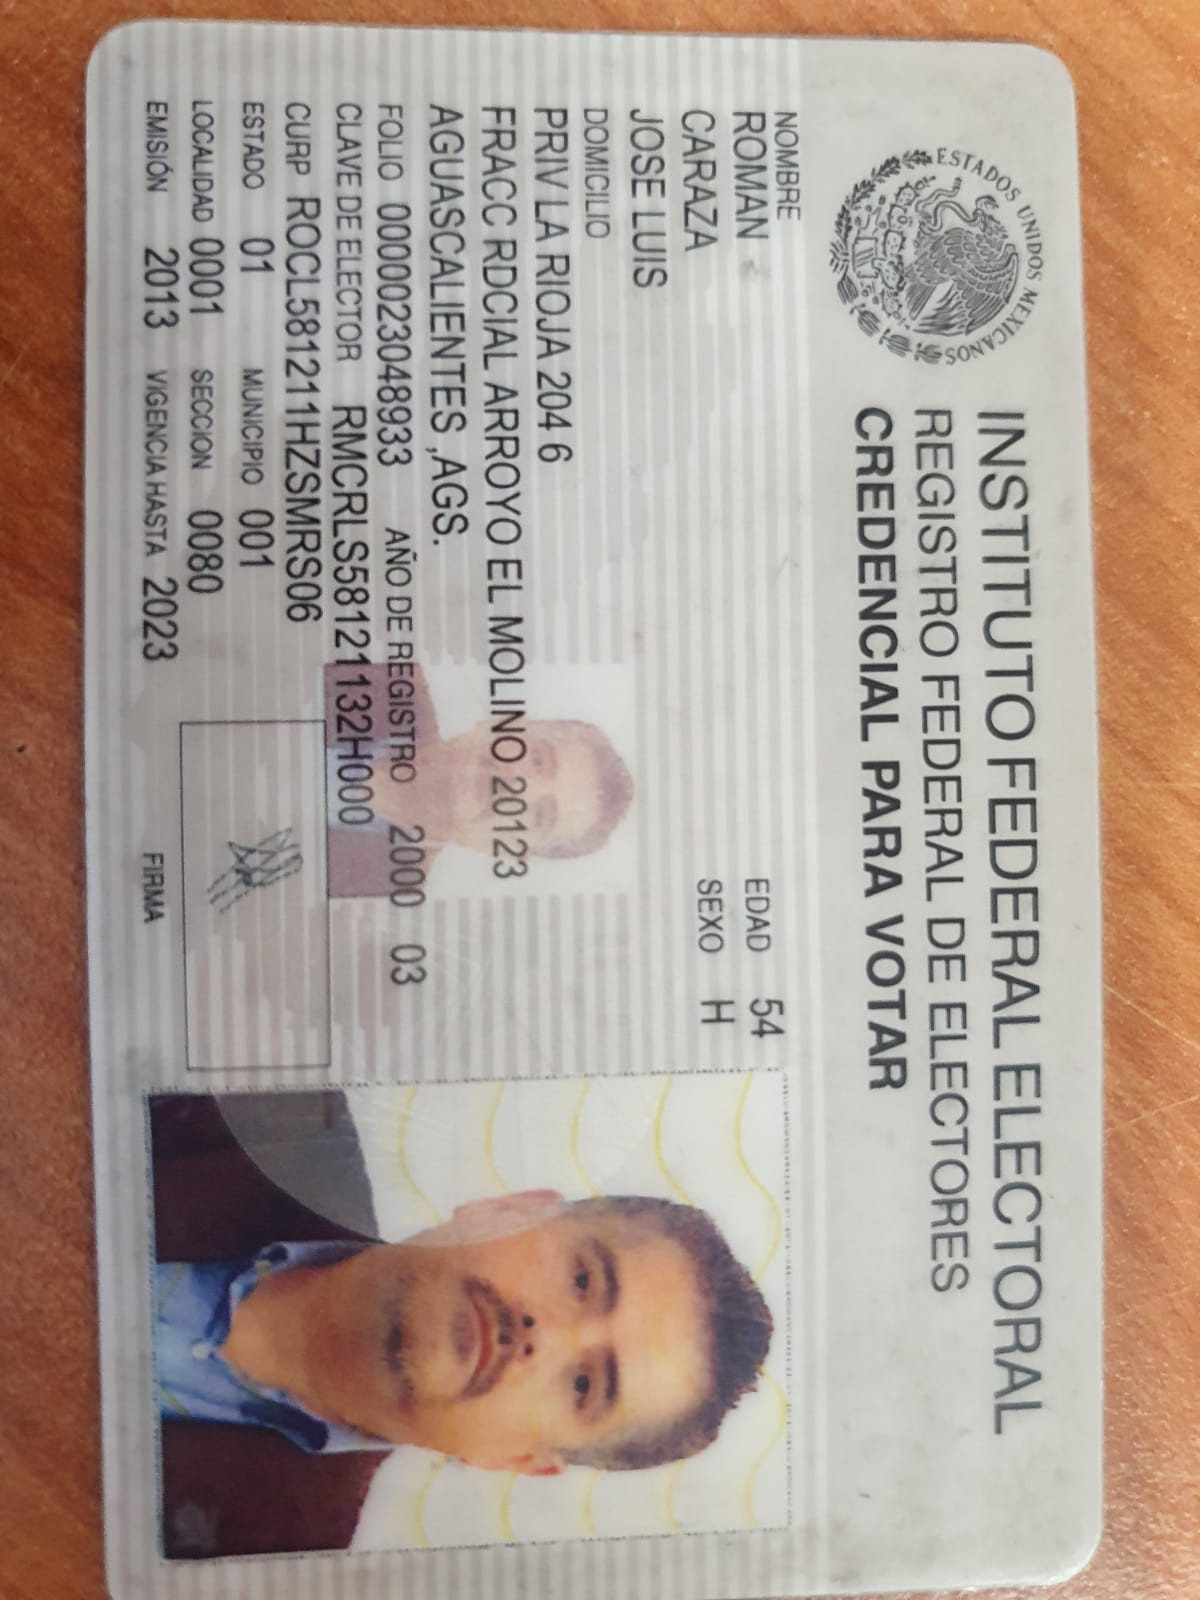 ESTADOS UNIDOS MEXICANOS
INSTITUTO FEDERAL ELECTORAL
REGISTRO FEDERAL DE ELECTORES
CREDENCIAL PARA VOTAR
NOMBRE
ROMAN
CARAZA
JOSE LUIS
EDAD 54
SEXO H
DOMICILIO
PRIV LA RIOJA 204 6
FRACC RDCIAL ARROYO EL MOLINO 20123
AGUASCALIENTES ,AGS.
FOLIO 0000023048933 AÑO DE REGISTRO 2000 03
CLAVE DE ELECTOR RMCRLS58121132H000
CURP ROCL581211HZSMRS06
ESTADO 01 MUNICIPIO 001
LOCALIDAD 0001 SECCION 0080
EMISIÓN 2013 VIGENCIA HASTA 2023
FIRMA